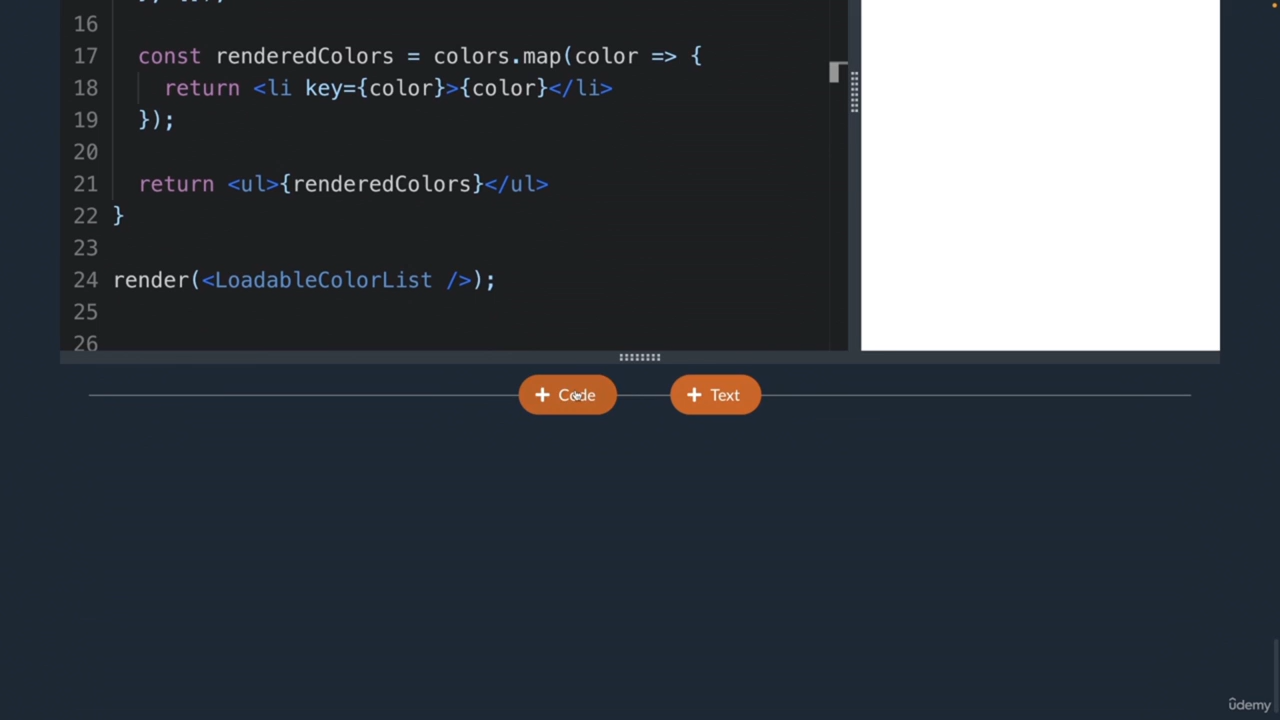 16
17 const renderedColors = colors.map(color => {
18 return <li key={color}>{color}</li>
19 });
20
21 return <ul>{renderedColors}</ul>
22 }
23
24 render(<LoadableColorList />);
25
26
+ Code + Text
ûdemy